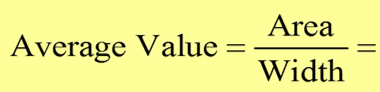 Average Value = Area / Width =